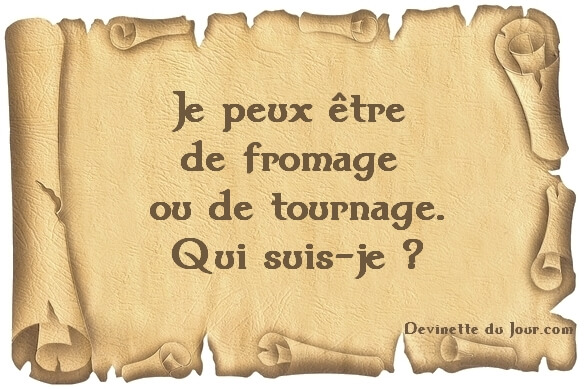 Je peux être
de fromage
ou de tournage.
Qui suis-je ?
Devinette du Jour.com